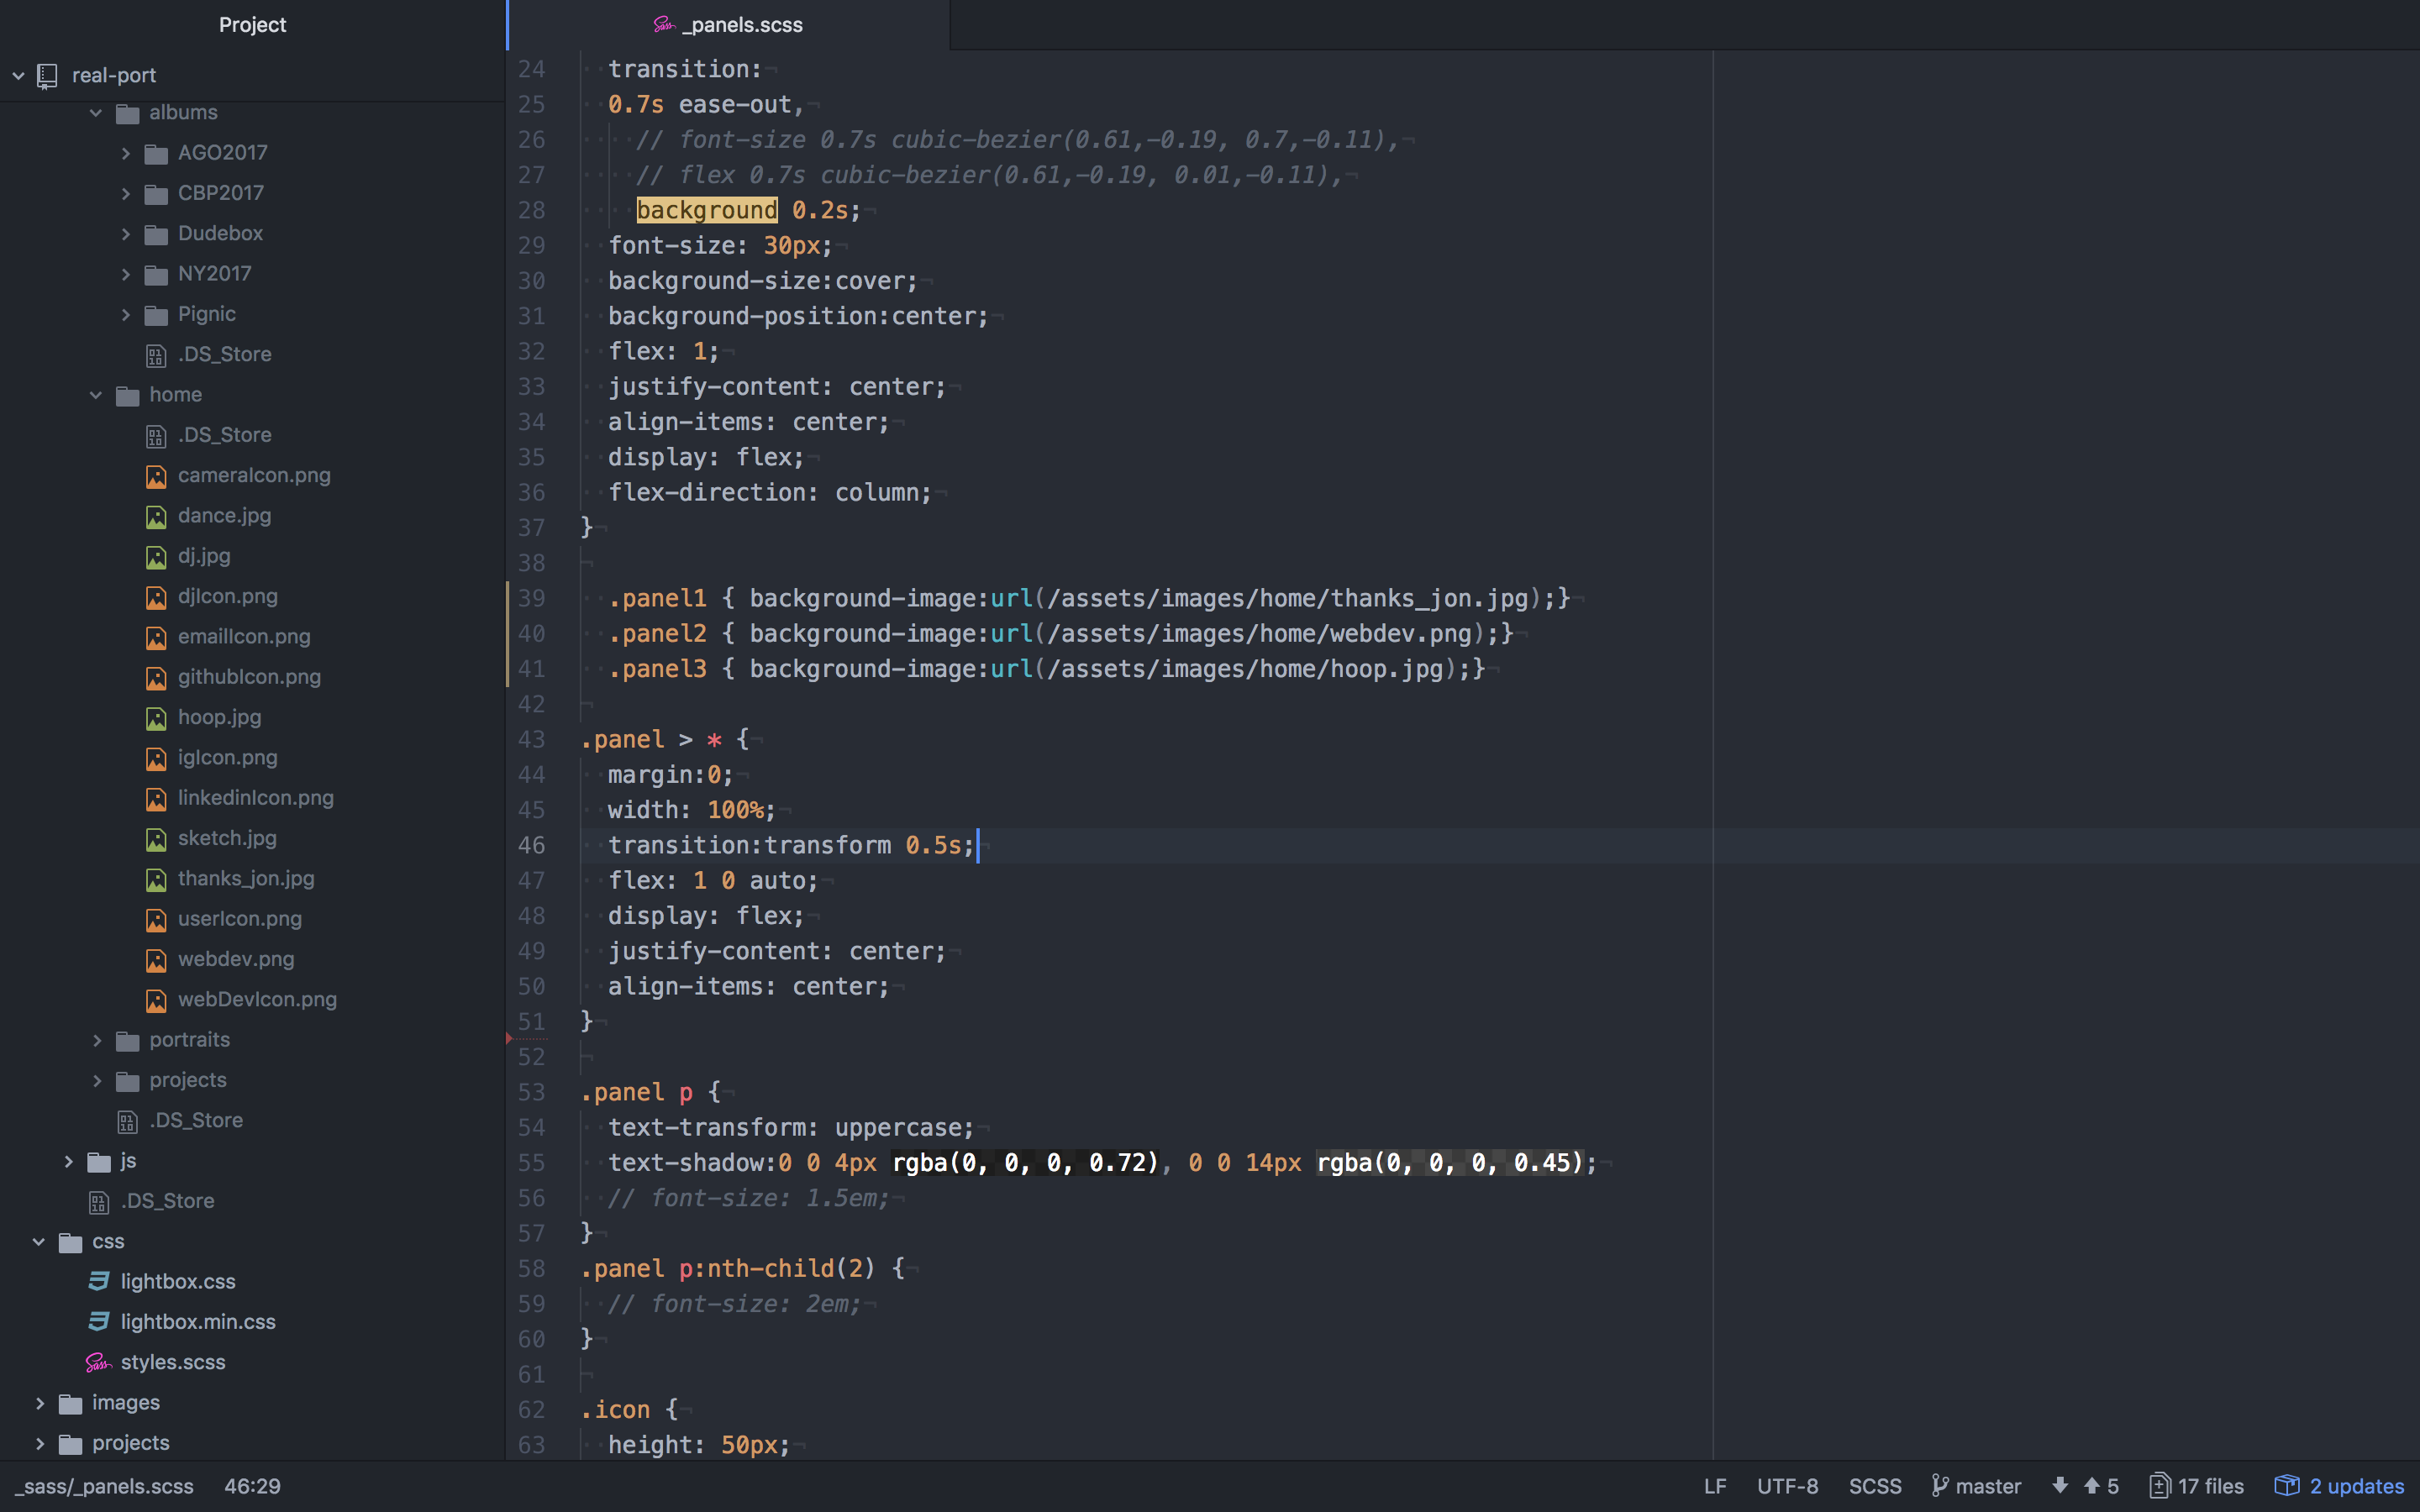 Project
real-port
albums
AGO2017
CBP2017
Dudebox
NY2017
Pignic
.DS_Store
home
.DS_Store
cameraIcon.png
dance.jpg
dj.jpg
djIcon.png
emailIcon.png
githubIcon.png
hoop.jpg
igIcon.png
linkedinIcon.png
sketch.jpg
thanks_jon.jpg
userIcon.png
webdev.png
webDevIcon.png
portraits
projects
.DS_Store
js
.DS_Store
css
lightbox.css
lightbox.min.css
styles.scss
images
projects
_panels.scss
24 transition:
25 0.7s ease-out,
26 // font-size 0.7s cubic-bezier(0.61,-0.19, 0.7,-0.11),
27 // flex 0.7s cubic-bezier(0.61,-0.19, 0.01,-0.11),
28 background 0.2s;
29 font-size: 30px;
30 background-size:cover;
31 background-position:center;
32 flex: 1;
33 justify-content: center;
34 align-items: center;
35 display: flex;
36 flex-direction: column;
37 }
38
39 .panel1 { background-image:url(/assets/images/home/thanks_jon.jpg);}
40 .panel2 { background-image:url(/assets/images/home/webdev.png);}
41 .panel3 { background-image:url(/assets/images/home/hoop.jpg);}
42
43 .panel > * {
44 margin:0;
45 width: 100%;
46 transition:transform 0.5s;
47 flex: 1 0 auto;
48 display: flex;
49 justify-content: center;
50 align-items: center;
51 }
52
53 .panel p {
54 text-transform: uppercase;
55 text-shadow:0 0 4px rgba(0, 0, 0, 0.72), 0 0 14px rgba(0, 0, 0, 0.45);
56 // font-size: 1.5em;
57 }
58 .panel p:nth-child(2) {
59 // font-size: 2em;
60 }
61
62 .icon {
63 height: 50px;
_sass/_panels.scss 46:29 LF UTF-8 SCSS master 5 17 files 2 updates